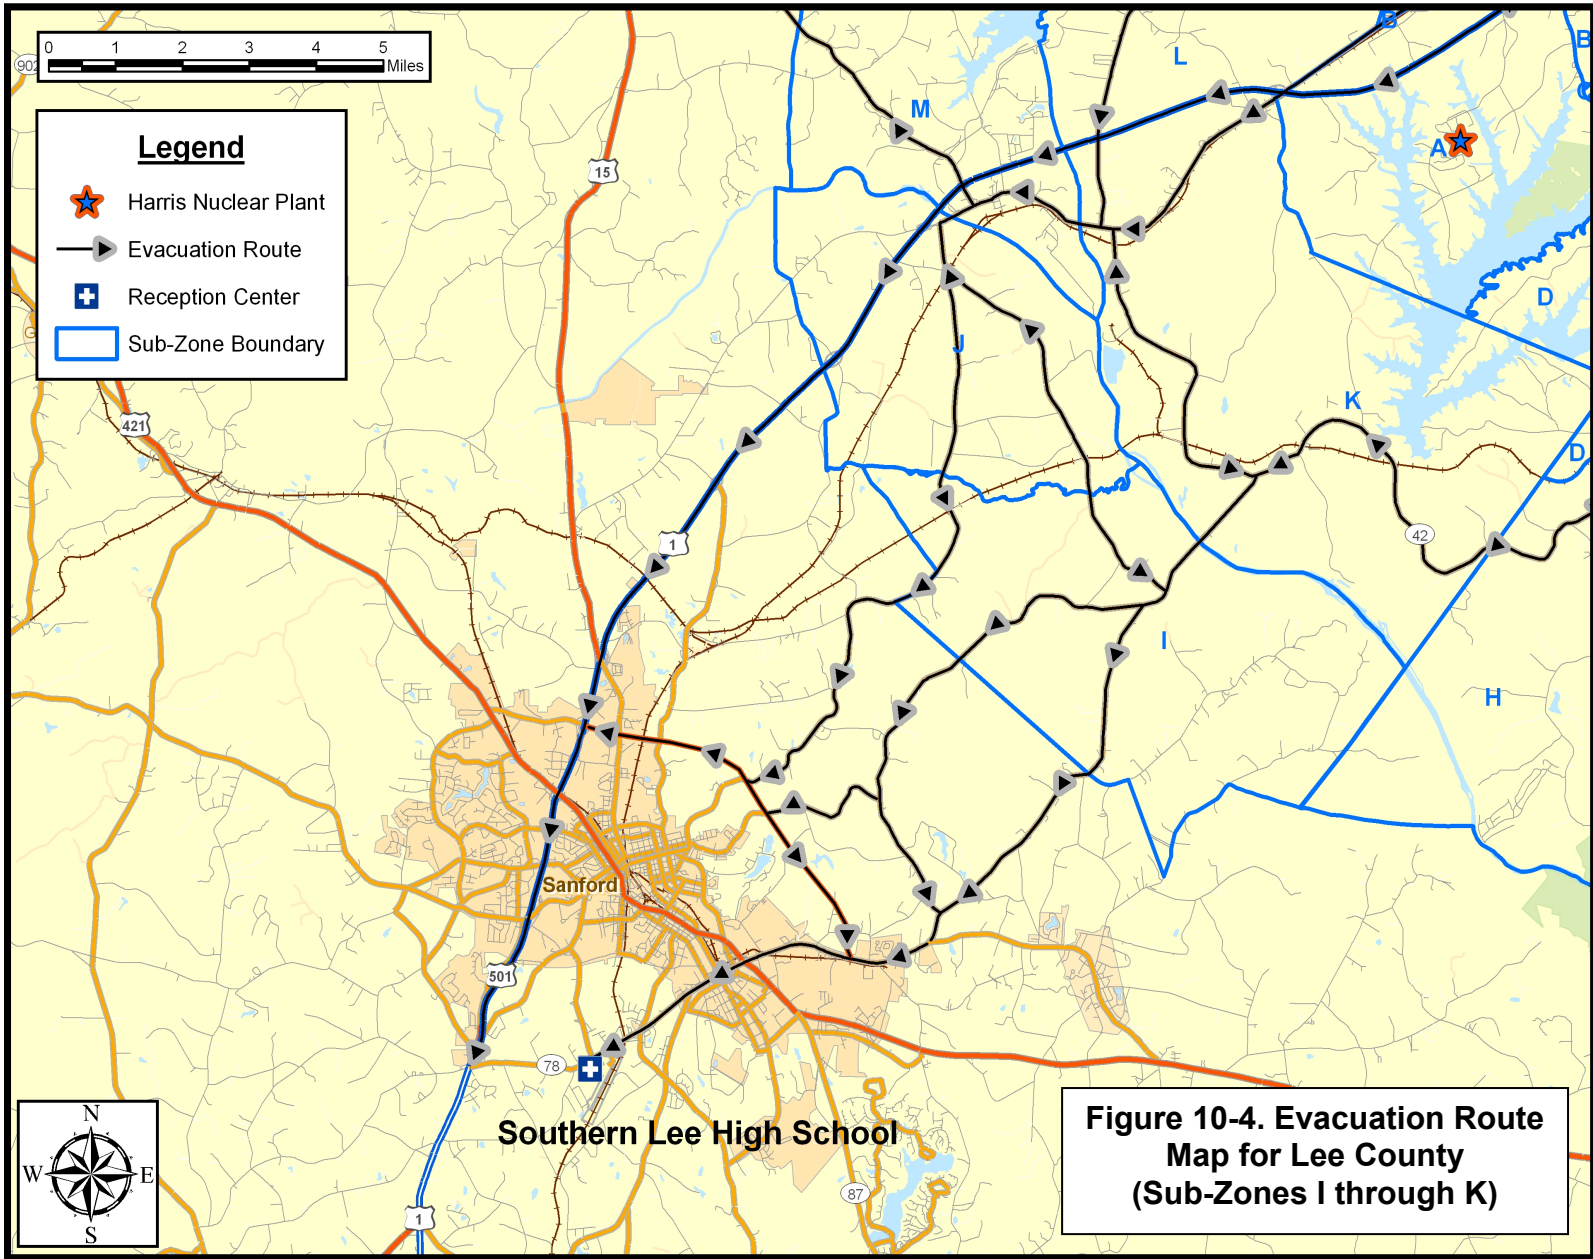 0 1 2 3 4 5
Miles
902
Legend
Harris Nuclear Plant
Evacuation Route
Reception Center
Sub-Zone Boundary
B
B
L
M
15
A
D
J
K
421
D
42
1
I
H
Sanford
501
78
Southern Lee High School
87
1
N
W E
S
Figure 10-4. Evacuation Route
Map for Lee County
(Sub-Zones I through K)